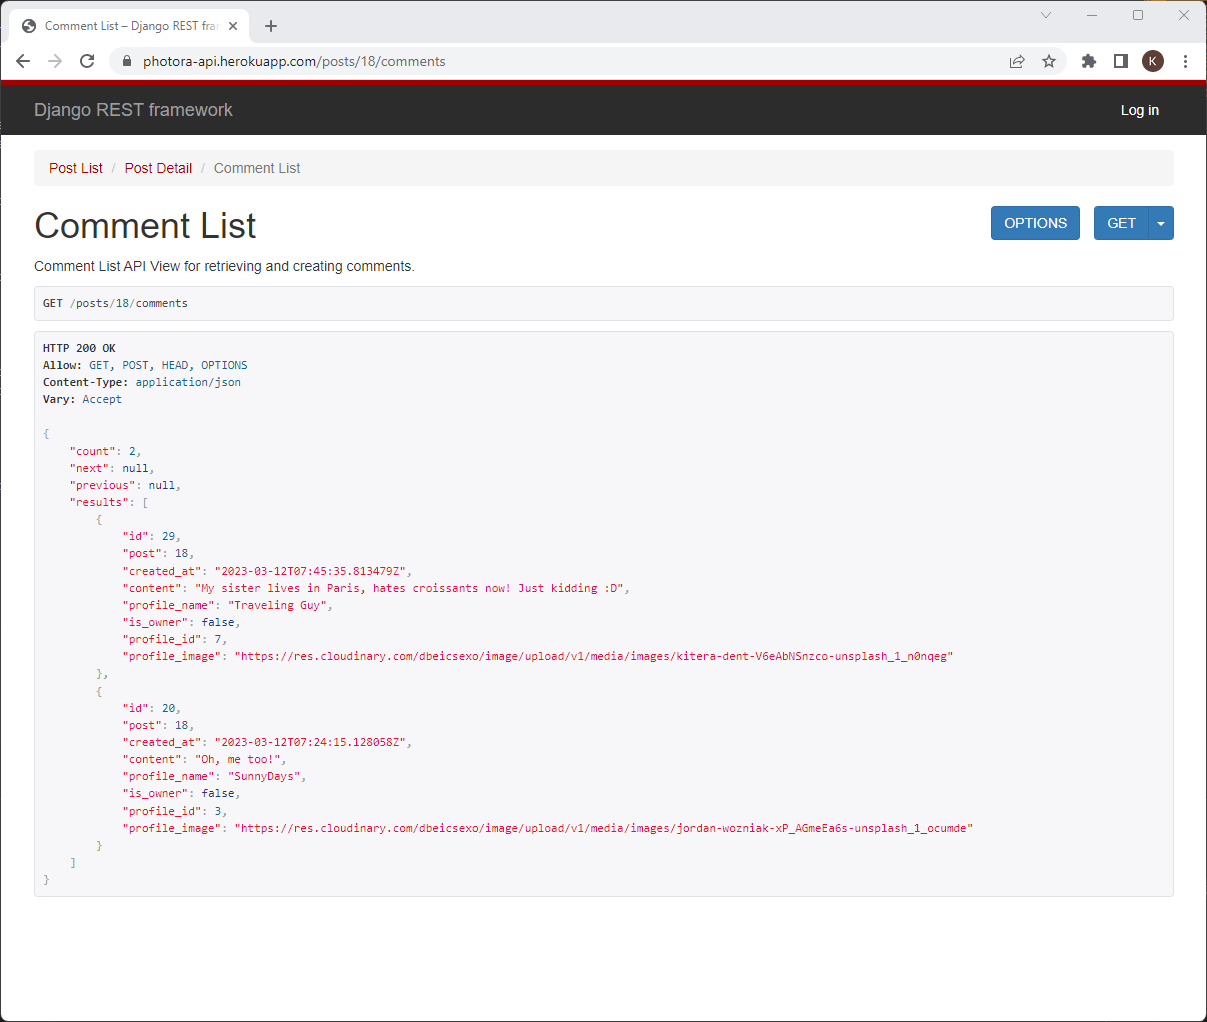 Comment List – Django REST fra
photora-api.herokuapp.com/posts/18/comments
K
Django REST framework
Log in
Post List / Post Detail / Comment List
Comment List
OPTIONS
GET
Comment List API View for retrieving and creating comments.
GET /posts/18/comments
HTTP 200 OK
Allow: GET, POST, HEAD, OPTIONS
Content-Type: application/json
Vary: Accept
{
    "count": 2,
    "next": null,
    "previous": null,
    "results": [
        {
            "id": 29,
            "post": 18,
            "created_at": "2023-03-12T07:45:35.813479Z",
            "content": "My sister lives in Paris, hates croissants now! Just kidding :D",
            "profile_name": "Traveling Guy",
            "is_owner": false,
            "profile_id": 7,
            "profile_image": "https://res.cloudinary.com/dbeicsexo/image/upload/v1/media/images/kitera-dent-V6eAbNSnzco-unsplash_1_n0nqeg"
        },
        {
            "id": 20,
            "post": 18,
            "created_at": "2023-03-12T07:24:15.128058Z",
            "content": "Oh, me too!",
            "profile_name": "SunnyDays",
            "is_owner": false,
            "profile_id": 3,
            "profile_image": "https://res.cloudinary.com/dbeicsexo/image/upload/v1/media/images/jordan-wozniak-xP_AGmeEa6s-unsplash_1_ocumde"
        }
    ]
}